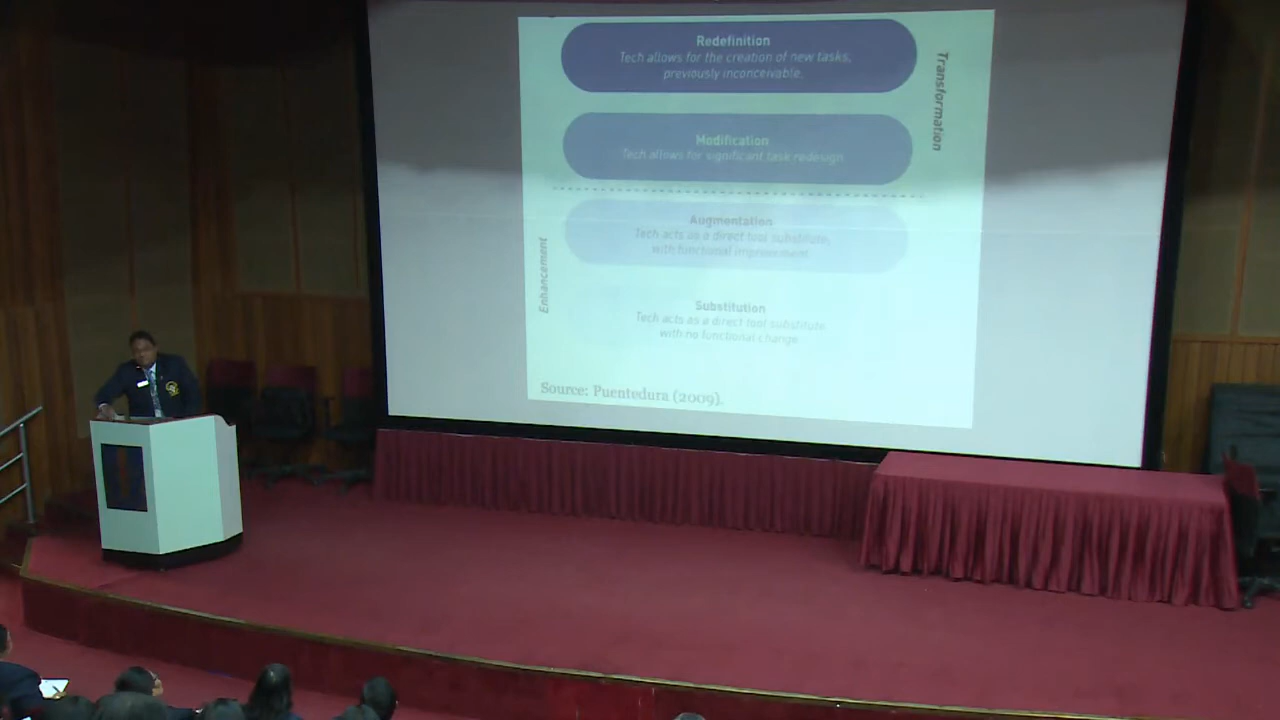 Redefinition
Tech allows for the creation of new tasks,
previously inconceivable.
Transformation
Modification
Tech allows for significant task redesign
Augmentation
Tech acts as a direct tool substitute,
with functional improvement
Enhancement
Substitution
Tech acts as a direct tool substitute
with no functional change
Source: Puentedura (2009).